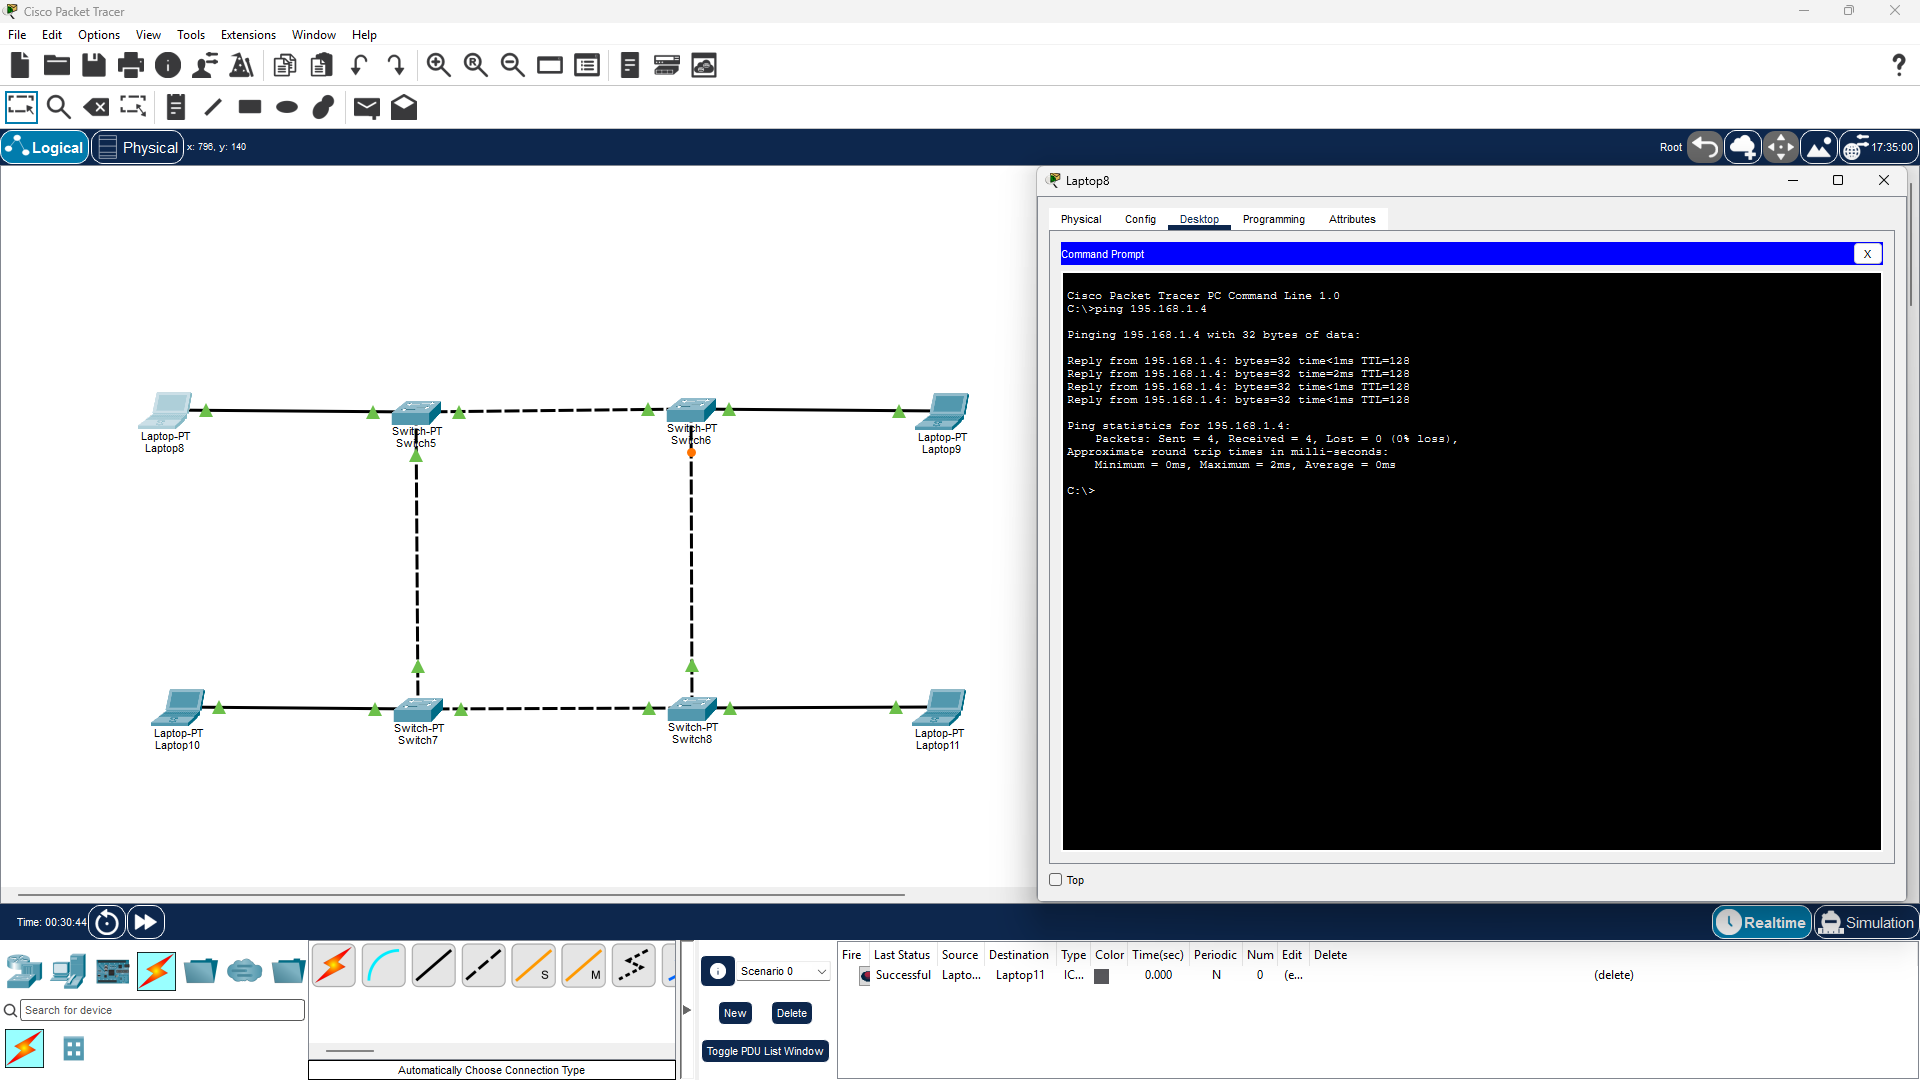 Cisco Packet Tracer
File Edit Options View Tools Extensions Window Help
Logical Physical x: 796, y: 140 Root 17:35:00
Laptop8
Physical Config Desktop Programming Attributes
Command Prompt X
Cisco Packet Tracer PC Command Line 1.0
C:\>ping 195.168.1.4
Pinging 195.168.1.4 with 32 bytes of data:
Reply from 195.168.1.4: bytes=32 time<1ms TTL=128
Reply from 195.168.1.4: bytes=32 time=2ms TTL=128
Reply from 195.168.1.4: bytes=32 time<1ms TTL=128
Reply from 195.168.1.4: bytes=32 time<1ms TTL=128
Ping statistics for 195.168.1.4:
Packets: Sent = 4, Received = 4, Lost = 0 (0% loss),
Approximate round trip times in milli-seconds:
Minimum = 0ms, Maximum = 2ms, Average = 0ms
C:\>
Top
Laptop-PT
Laptop8
Switch-PT
Switch5
Switch-PT
Switch6
Laptop-PT
Laptop9
Laptop-PT
Laptop10
Switch-PT
Switch7
Switch-PT
Switch8
Laptop-PT
Laptop11
Time: 00:30:44 Realtime Simulation
S M
Search for device
Automatically Choose Connection Type
Scenario 0
New Delete
Toggle PDU List Window
Fire Last Status Source Destination Type Color Time(sec) Periodic Num Edit Delete
Successful Lapto... Laptop11 IC... 0.000 N 0 (e... (delete)